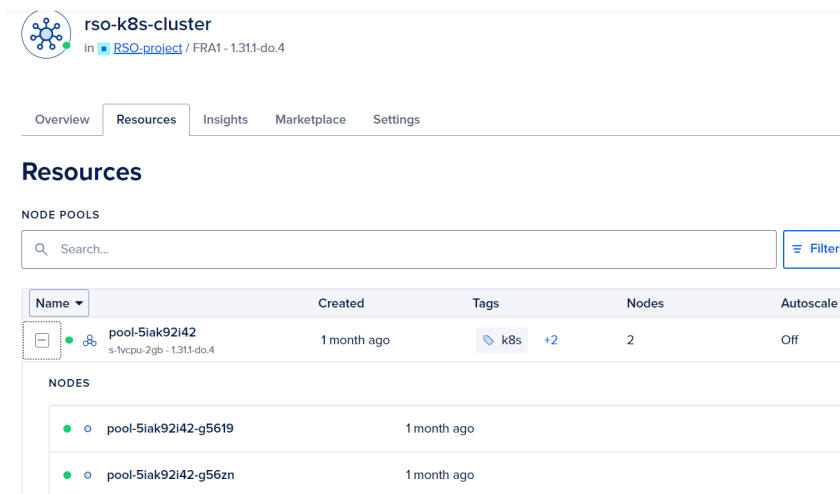 rso-k8s-cluster
in RSO-project / FRA1 - 1.31.1-do.4
Overview Resources Insights Marketplace Settings
Resources
NODE POOLS
Search...
Filter
Name Created Tags Nodes Autoscale
pool-5iak92i42 1 month ago k8s +2 2 Off
s-1vcpu-2gb - 1.31.1-do.4
NODES
pool-5iak92i42-g5619 1 month ago
pool-5iak92i42-g56zn 1 month ago